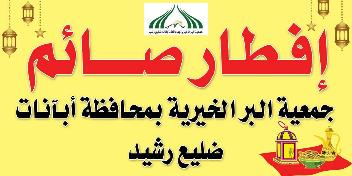 إفطار صائم
جمعية البر الخيرية بمحافظة أبانات
ضليع رشيد